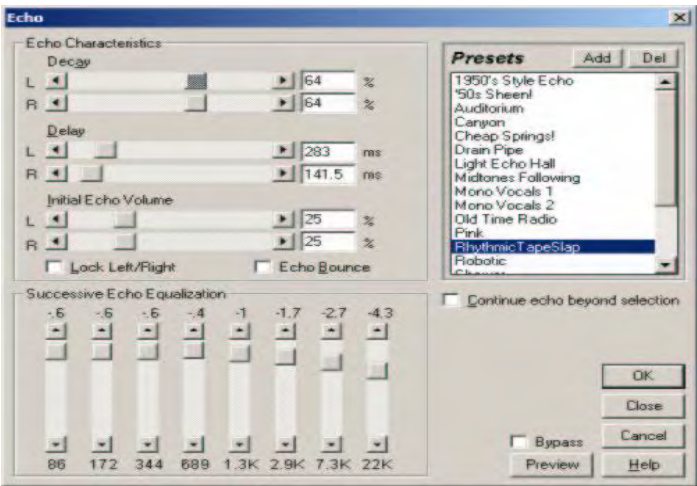 Echo
Echo Characteristics
Decay
L 64 %
R 64 %
Delay
L 283 ms
R 141.5 ms
Initial Echo Volume
L 25 %
R 25 %
Lock Left/Right Echo Bounce
Presets Add Del
1950's Style Echo
'50s Sheen!
Auditorium
Canyon
Cheap Springs!
Drain Pipe
Light Echo Hall
Midtones Following
Mono Vocals 1
Mono Vocals 2
Old Time Radio
Pink
RhythmicTapeSlap
Robotic
Successive Echo Equalization
-.6 -.6 -.6 -.4 -1 -1.7 -2.7 -4.3
86 172 344 689 1.3K 2.9K 7.3K 22K
Continue echo beyond selection
OK
Close
Bypass Cancel
Preview Help